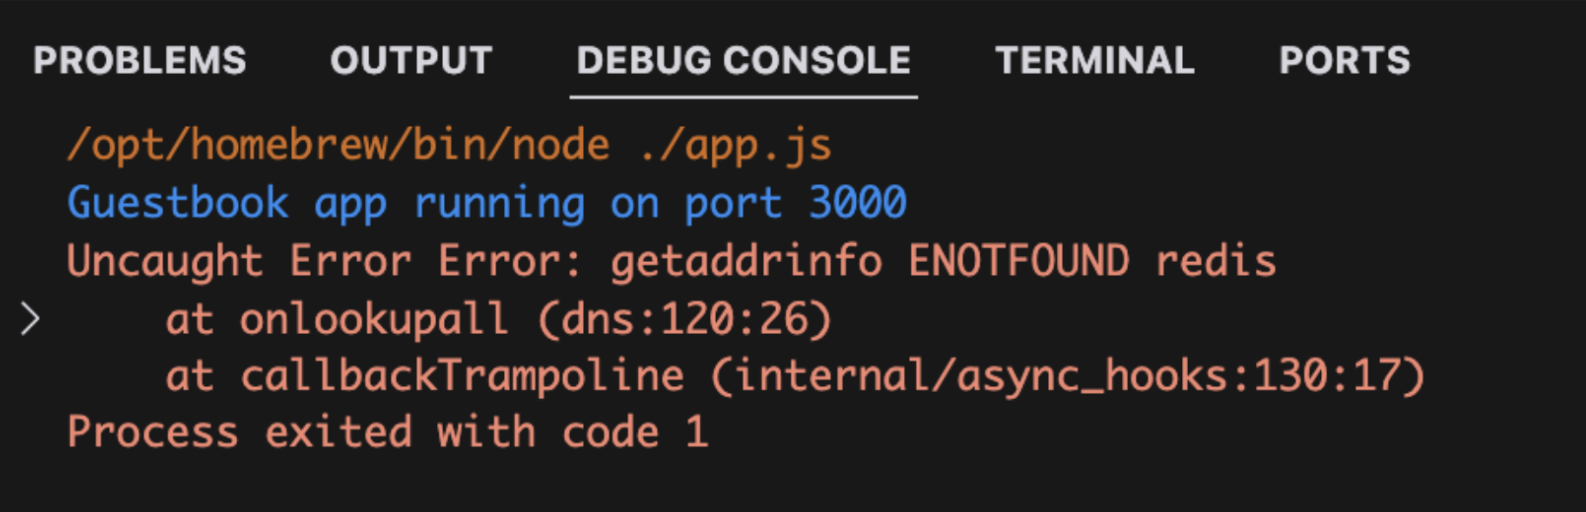 PROBLEMS OUTPUT DEBUG CONSOLE TERMINAL PORTS
/opt/homebrew/bin/node ./app.js
Guestbook app running on port 3000
Uncaught Error Error: getaddrinfo ENOTFOUND redis
    at onlookupall (dns:120:26)
    at callbackTrampoline (internal/async_hooks:130:17)
Process exited with code 1